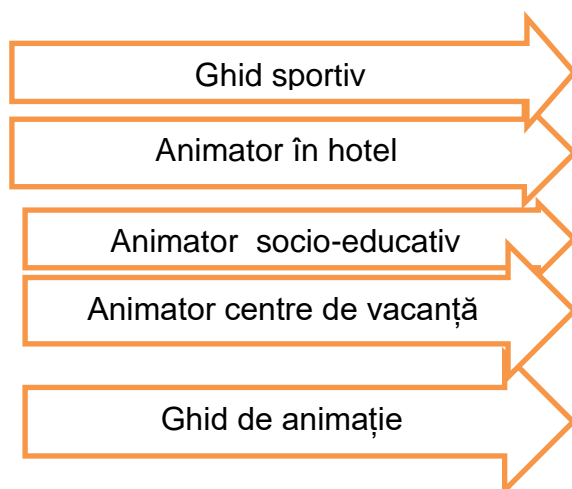 Ghid sportiv
Animator în hotel
Animator  socio-educativ
Animator centre de vacanță
Ghid de animație